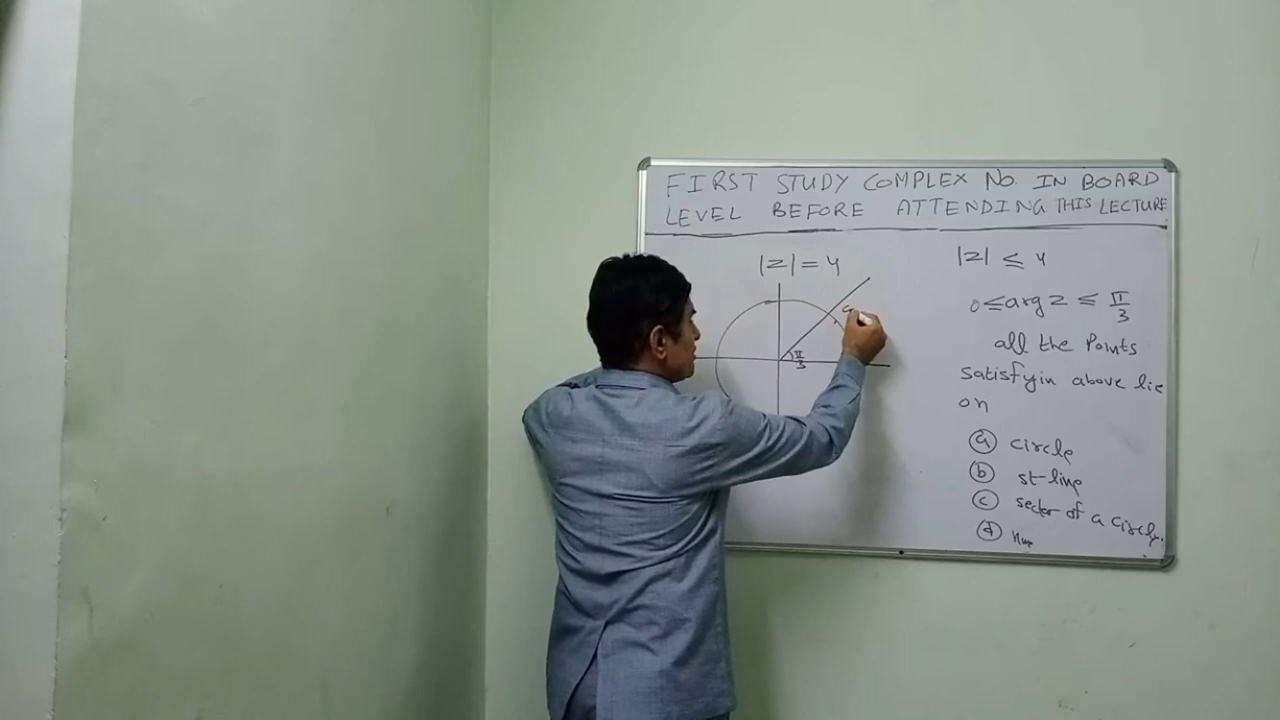 FIRST STUDY COMPLEX NO. IN BOARD
LEVEL BEFORE ATTENDING THIS LECTURE
|z| = 4
π/3
|z| ≤ 4
0 ≤ arg z ≤ π/3
all the points
satisfyin above lie
on
(a) circle
(b) st-line
(c) sector of a circle.
(d)